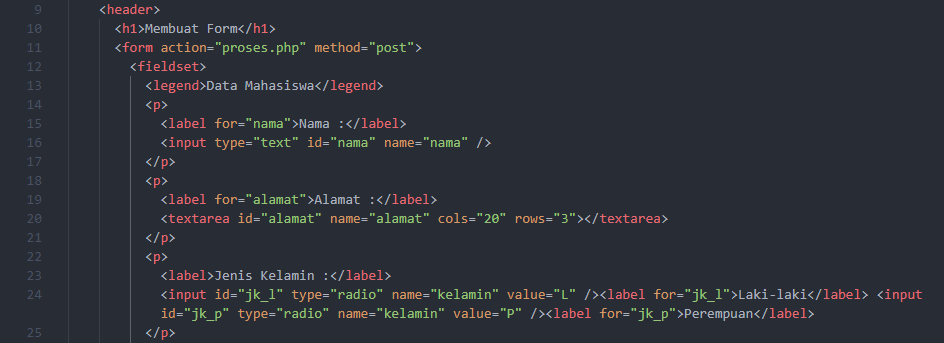 9 <header>
10 <h1>Membuat Form</h1>
11 <form action="proses.php" method="post">
12 <fieldset>
13 <legend>Data Mahasiswa</legend>
14 <p>
15 <label for="nama">Nama :</label>
16 <input type="text" id="nama" name="nama" />
17 </p>
18 <p>
19 <label for="alamat">Alamat :</label>
20 <textarea id="alamat" name="alamat" cols="20" rows="3"></textarea>
21 </p>
22 <p>
23 <label>Jenis Kelamin :</label>
24 <input id="jk_l" type="radio" name="kelamin" value="L" /><label for="jk_l">Laki-laki</label> <input
id="jk_p" type="radio" name="kelamin" value="P" /><label for="jk_p">Perempuan</label>
25 </p>